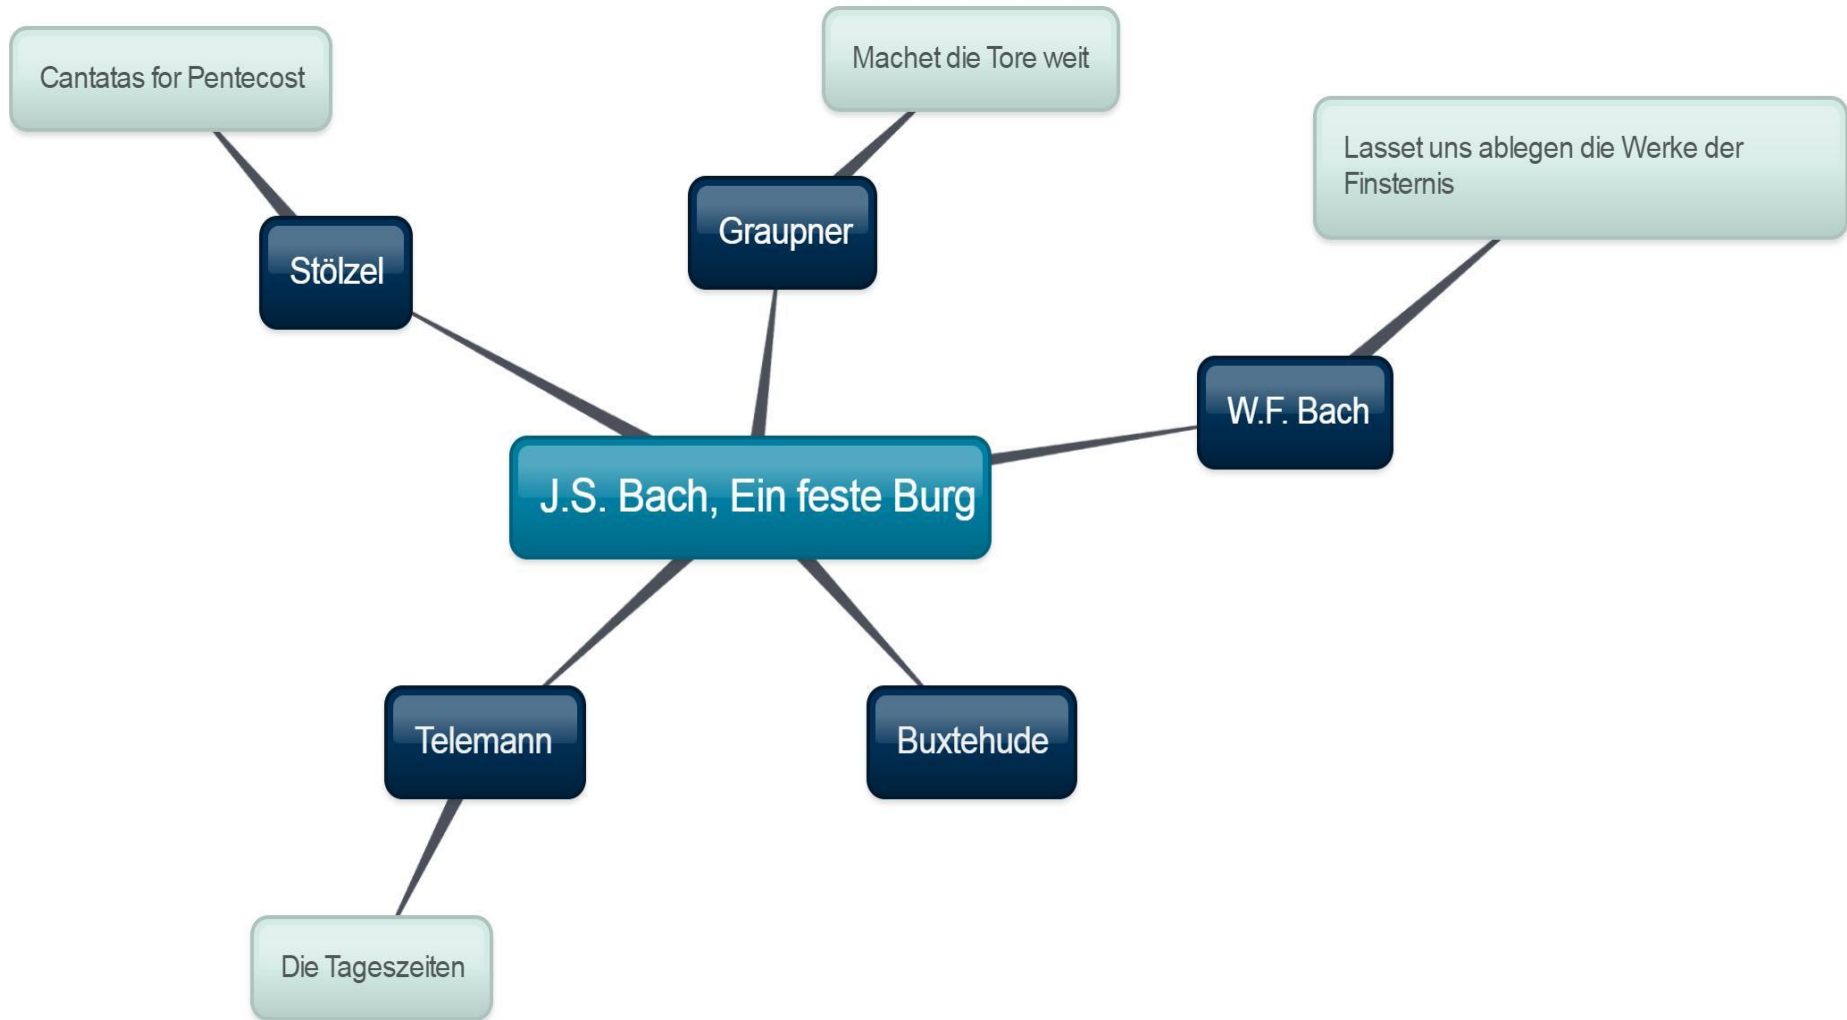 Machet die Tore weit
Cantatas for Pentecost
Lasset uns ablegen die Werke der
Finsternis
Graupner
Stölzel
W.F. Bach
J.S. Bach, Ein feste Burg
Telemann
Buxtehude
Die Tageszeiten